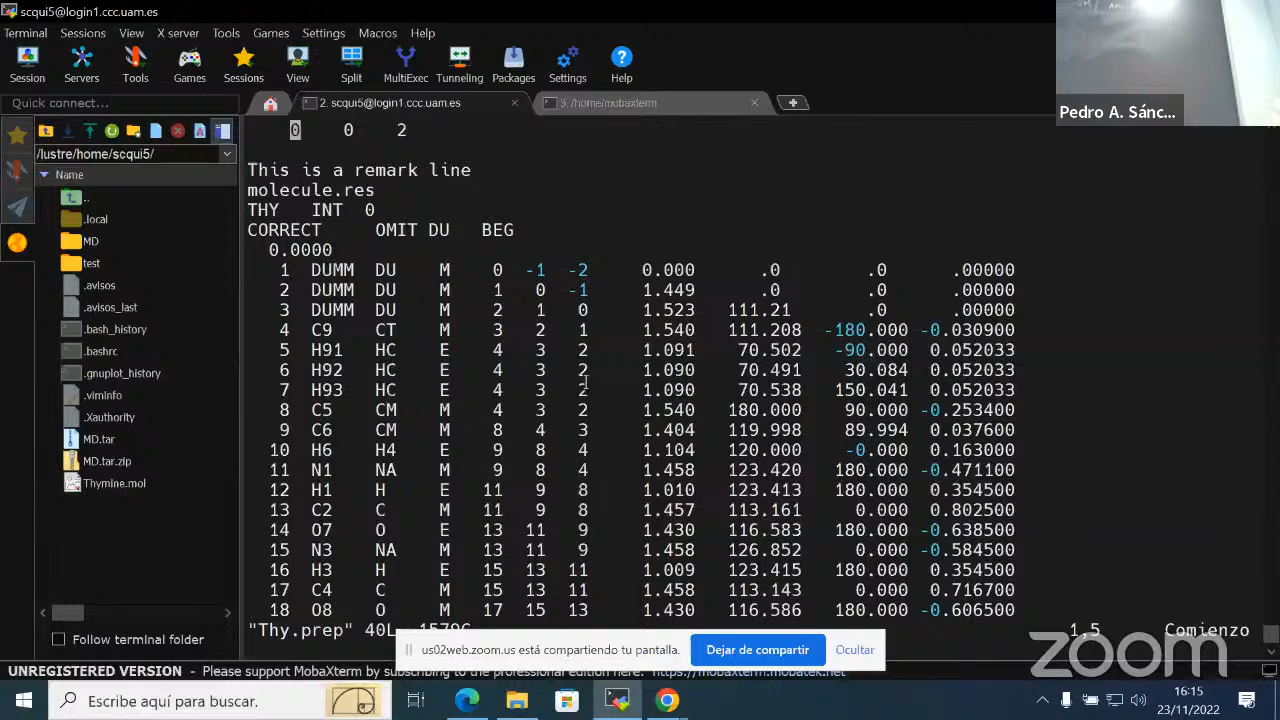 scqui5@login1.ccc.uam.es
Terminal Sessions View X server Tools Games Settings Macros Help
Session Servers Tools Games Sessions View Split MultiExec Tunneling Packages Settings Help
Pedro A. Sánc...
Quick connect...
2. scqui5@login1.ccc.uam.es
3. /home/mobaxterm
/lustre/home/scqui5/
Name
..
.local
MD
test
.avisos
.avisos_last
.bash_history
.bashrc
.gnuplot_history
.viminfo
.Xauthority
MD.tar
MD.tar.zip
Thymine.mol
Follow terminal folder
0 0 2
This is a remark line
molecule.res
THY INT 0
CORRECT OMIT DU BEG
0.0000
1 DUMM DU M 0 -1 -2 0.000 .0 .0 .00000
2 DUMM DU M 1 0 -1 1.449 .0 .0 .00000
3 DUMM DU M 2 1 0 1.523 111.21 .0 .00000
4 C9 CT M 3 2 1 1.540 111.208 -180.000 -0.030900
5 H91 HC E 4 3 2 1.091 70.502 -90.000 0.052033
6 H92 HC E 4 3 2 1.090 70.491 30.084 0.052033
7 H93 HC E 4 3 2 1.090 70.538 150.041 0.052033
8 C5 CM M 4 3 2 1.540 180.000 90.000 -0.253400
9 C6 CM M 8 4 3 1.404 119.998 89.994 0.037600
10 H6 H4 E 9 8 4 1.104 120.000 -0.000 0.163000
11 N1 NA M 9 8 4 1.458 123.420 180.000 -0.471100
12 H1 H E 11 9 8 1.010 123.413 180.000 0.354500
13 C2 C M 11 9 8 1.457 113.161 0.000 0.802500
14 O7 O E 13 11 9 1.430 116.583 180.000 -0.638500
15 N3 NA M 13 11 9 1.458 126.852 0.000 -0.584500
16 H3 H E 15 13 11 1.009 123.415 180.000 0.354500
17 C4 C M 15 13 11 1.458 113.143 0.000 0.716700
18 O8 O M 17 15 13 1.430 116.586 180.000 -0.606500
"Thy.prep" 40L 1,5 Comienzo
us02web.zoom.us está compartiendo tu pantalla. Dejar de compartir Ocultar
zoom
UNREGISTERED VERSION - Please support MobaXterm by subscribing to the professional edition here: https://mobaxterm.mobatek.net
Escribe aquí para buscar.
16:15
23/11/2022